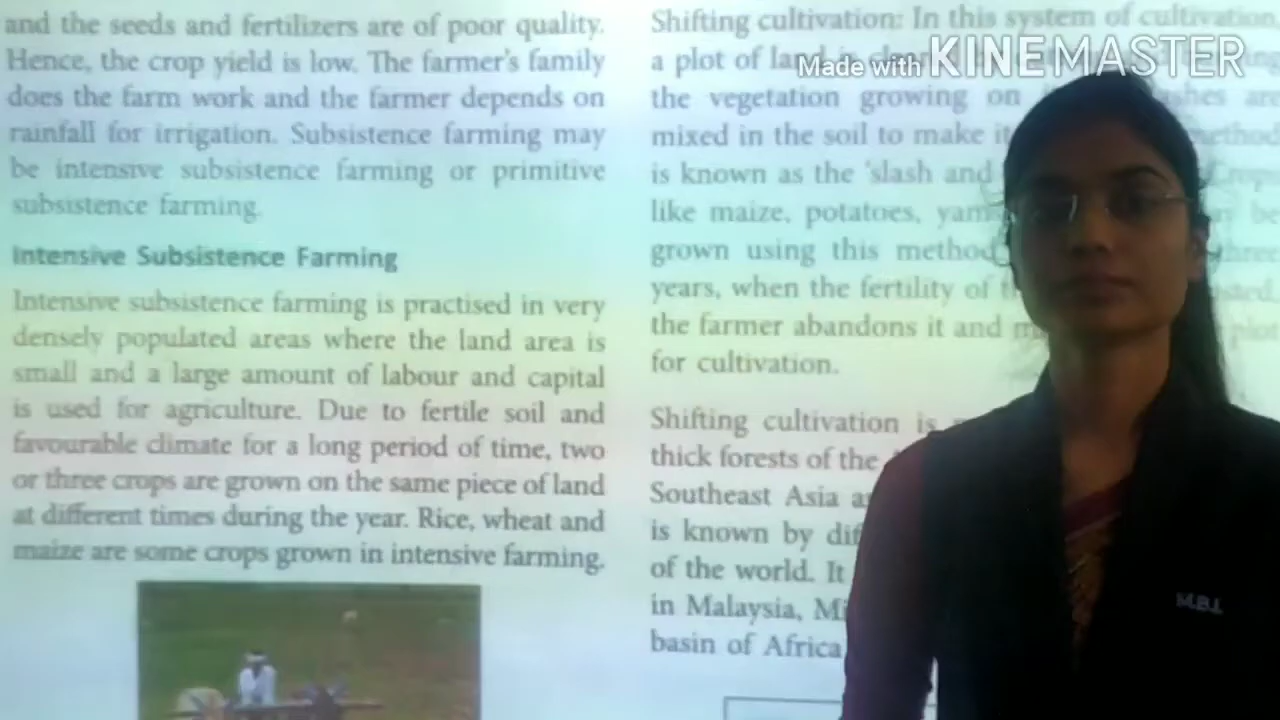 and the seeds and fertilizers are of poor quality.
Hence, the crop yield is low. The farmer's family
does the farm work and the farmer depends on
rainfall for irrigation. Subsistence farming may
be intensive subsistence farming or primitive
subsistence farming.
Intensive Subsistence Farming
Intensive subsistence farming is practised in very
densely populated areas where the land area is
small and a large amount of labour and capital
is used for agriculture. Due to fertile soil and
favourable climate for a long period of time, two
or three crops are grown on the same piece of land
at different times during the year. Rice, wheat and
maize are some crops grown in intensive farming.
Shifting cultivation: In this system of cultivation,
a plot of land is
Made with KINEMASTER
the vegetation growing on ashes are
mixed in the soil to make it method
is known as the 'slash and Crops
like maize, potatoes, be
grown using this method three
years, when the fertility of
the farmer abandons it and plot
for cultivation.
Shifting cultivation is
thick forests of the
Southeast Asia
is known by
of the world. It
in Malaysia,
basin of Africa
M.B.I.